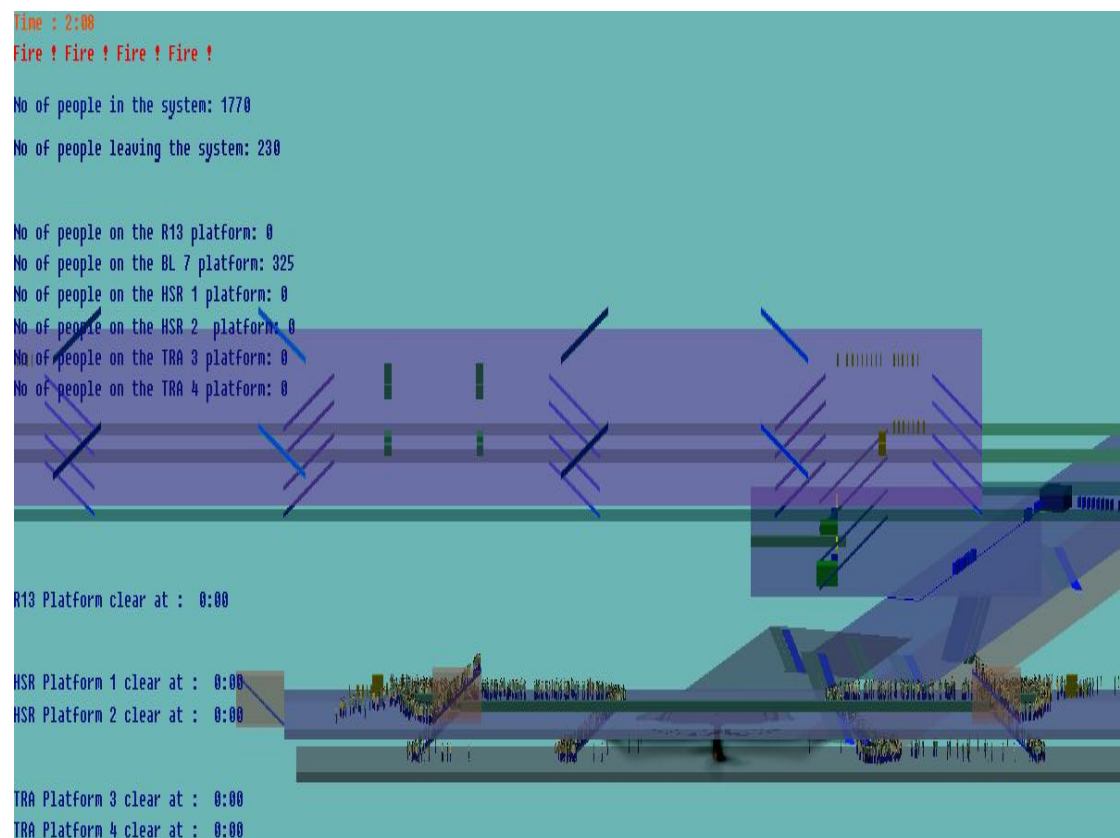 Time : 2:08
Fire ! Fire ! Fire ! Fire !
No of people in the system: 1770
No of people leaving the system: 230
No of people on the R13 platform: 0
No of people on the BL 7 platform: 325
No of people on the HSR 1 platform: 0
No of people on the HSR 2  platform: 0
No of people on the TRA 3 platform: 0
No of people on the TRA 4 platform: 0
R13 Platform clear at :  0:00
HSR Platform 1 clear at :  0:00
HSR Platform 2 clear at :  0:00
TRA Platform 3 clear at :  0:00
TRA Platform 4 clear at :  0:00